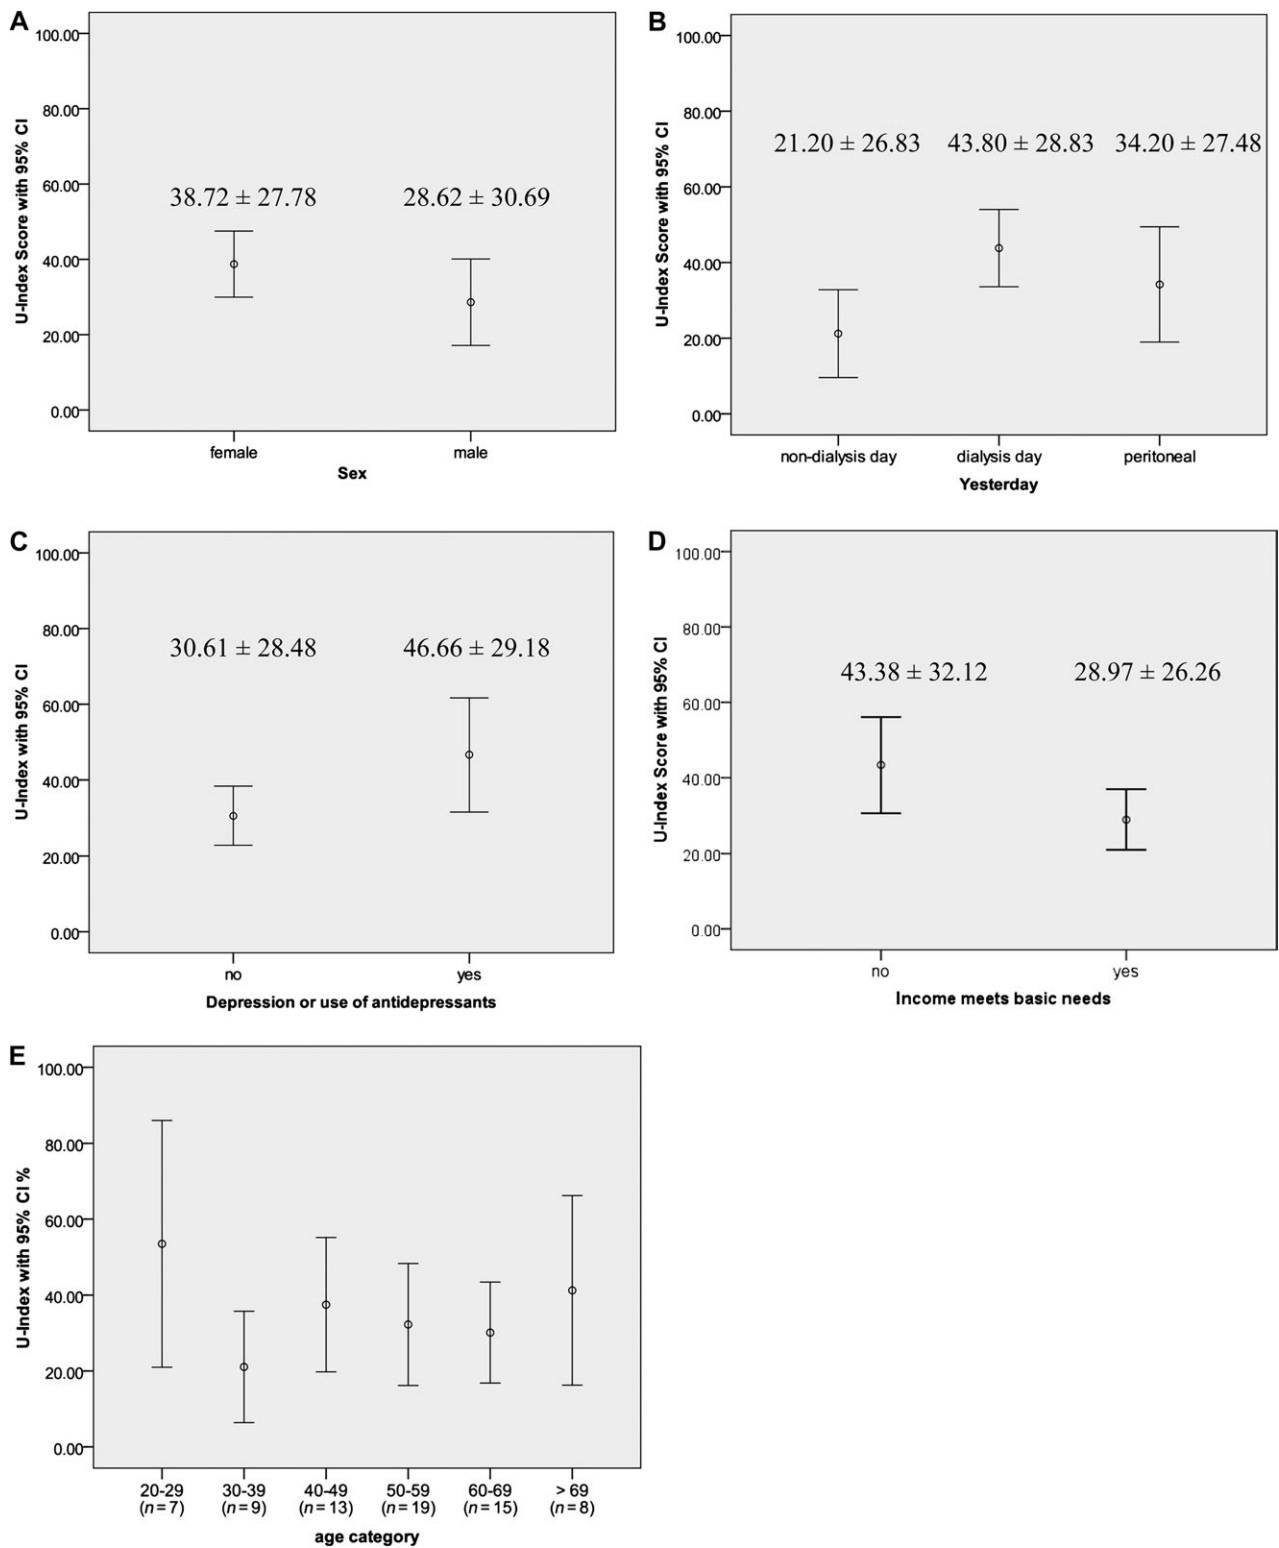 A
100.00
80.00
60.00
40.00
20.00
0.00
U-Index Score with 95% CI
38.72 ± 27.78
28.62 ± 30.69
female
male
Sex
B
100.00
80.00
60.00
40.00
20.00
0.00
U-Index Score with 95% CI
21.20 ± 26.83
43.80 ± 28.83
34.20 ± 27.48
non-dialysis day
dialysis day
peritoneal
Yesterday
C
100.00
80.00
60.00
40.00
20.00
0.00
U-Index with 95% CI
30.61 ± 28.48
46.66 ± 29.18
no
yes
Depression or use of antidepressants
D
100.00
80.00
60.00
40.00
20.00
0.00
U-Index Score with 95% CI
43.38 ± 32.12
28.97 ± 26.26
no
yes
Income meets basic needs
E
100.00
80.00
60.00
40.00
20.00
0.00
U-Index with 95% CI %
20-29
(n=7)
30-39
(n=9)
40-49
(n=13)
50-59
(n=19)
60-69
(n=15)
>69
(n=8)
age category